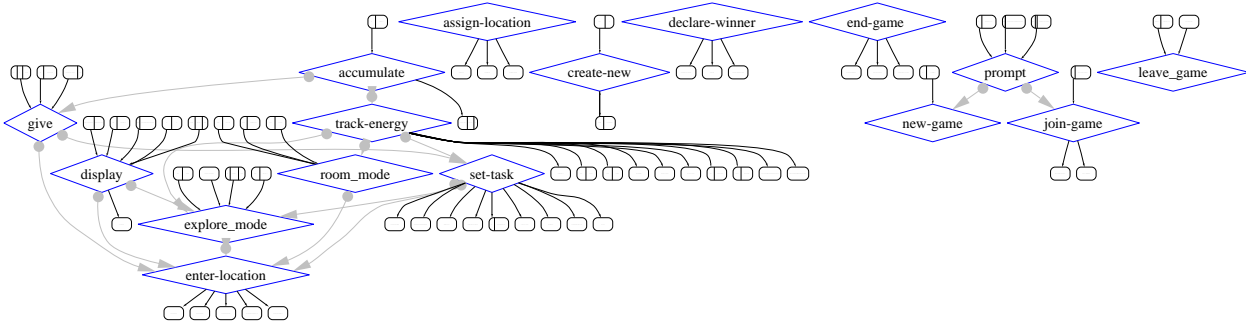 assign-location
declare-winner
end-game
accumulate
create-new
prompt
leave_game
give
track-energy
new-game
join-game
display
room_mode
set-task
explore_mode
enter-location